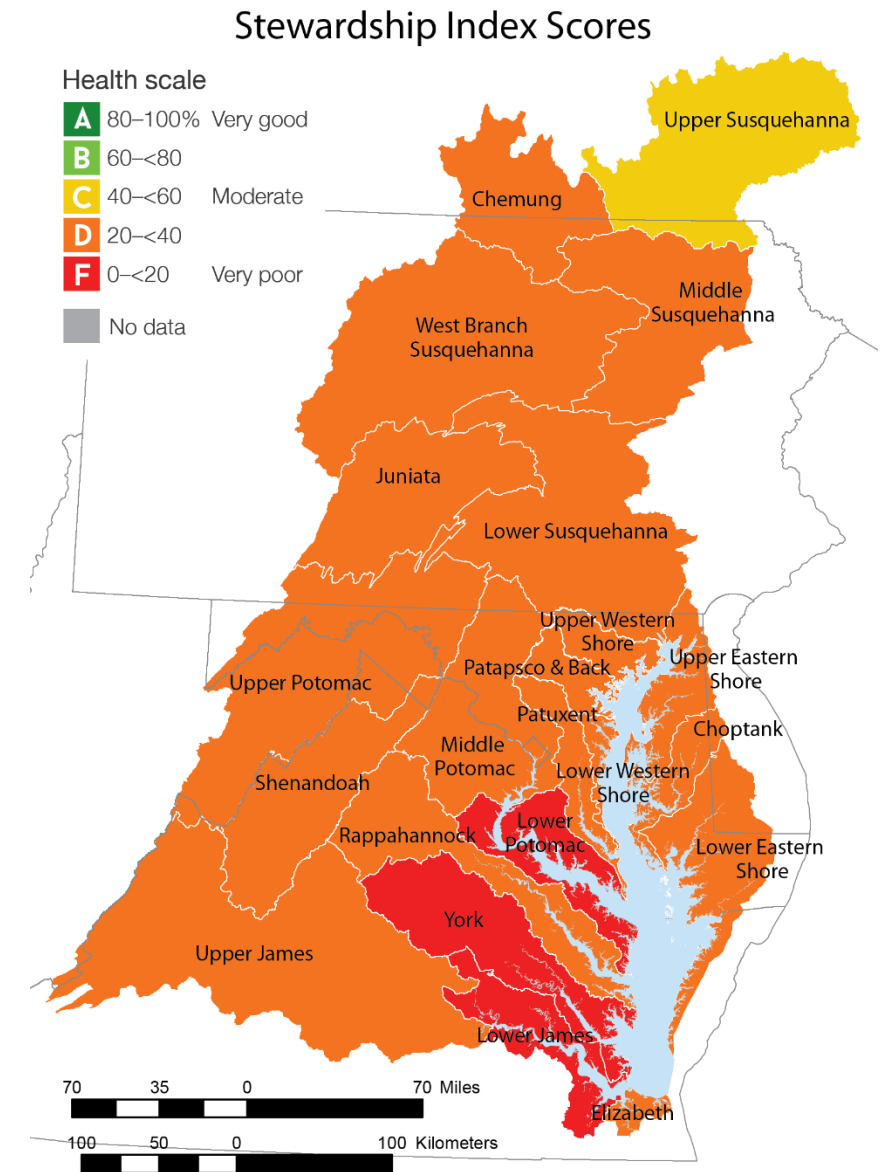 Stewardship Index Scores
Health scale
A 80–100% Very good
B 60–<80
C 40–<60 Moderate
D 20–<40
F 0–<20 Very poor
No data
Upper Susquehanna
Chemung
Middle
Susquehanna
West Branch
Susquehanna
Juniata
Lower Susquehanna
Upper Western
Shore
Patapsco & Back
Upper Eastern
Shore
Upper Potomac
Patuxent
Choptank
Middle
Potomac
Shenandoah
Lower Western
Shore
Rappahannock
Lower
Potomac
Lower Eastern
Shore
York
Upper James
Lower James
Elizabeth
70 35 0 70 Miles
100 50 0 100 Kilometers